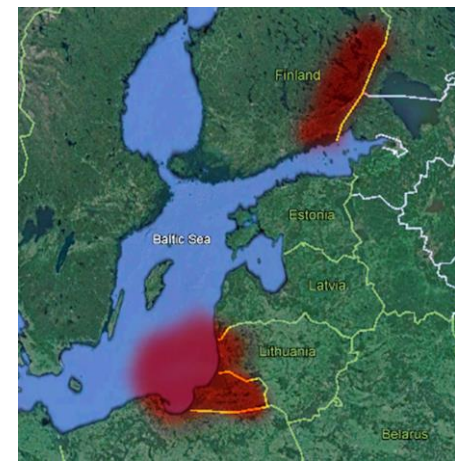 Finland
Estonia
Baltic Sea
Latvia
Lithuania
Belarus